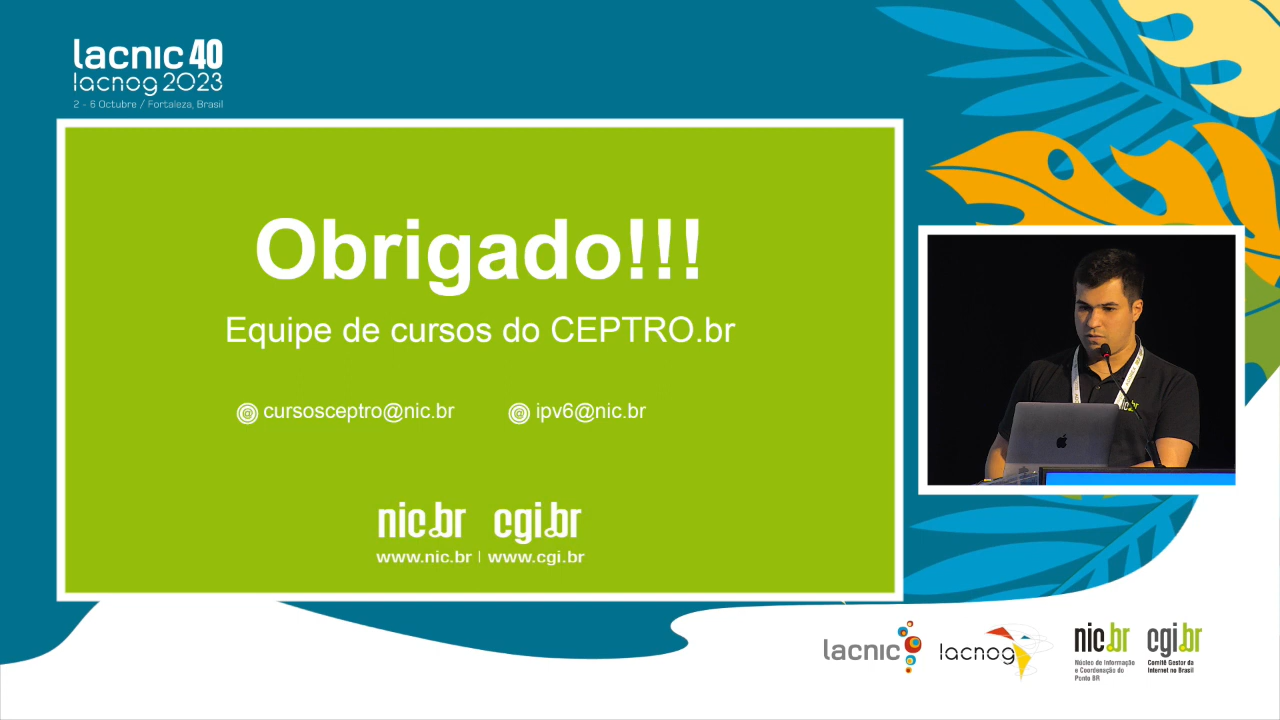 lacnic 40
lacnog 2023
2 - 6 Octubre / Fortaleza, Brasil
Obrigado!!!
Equipe de cursos do CEPTRO.br
@ cursosceptro@nic.br @ ipv6@nic.br
nic.br cgi.br
www.nic.br | www.cgi.br
nic.br
lacnic lacnog nic.br cgi.br
Núcleo de Informação
e Coordenação do
Ponto BR
Comitê Gestor da
Internet no Brasil